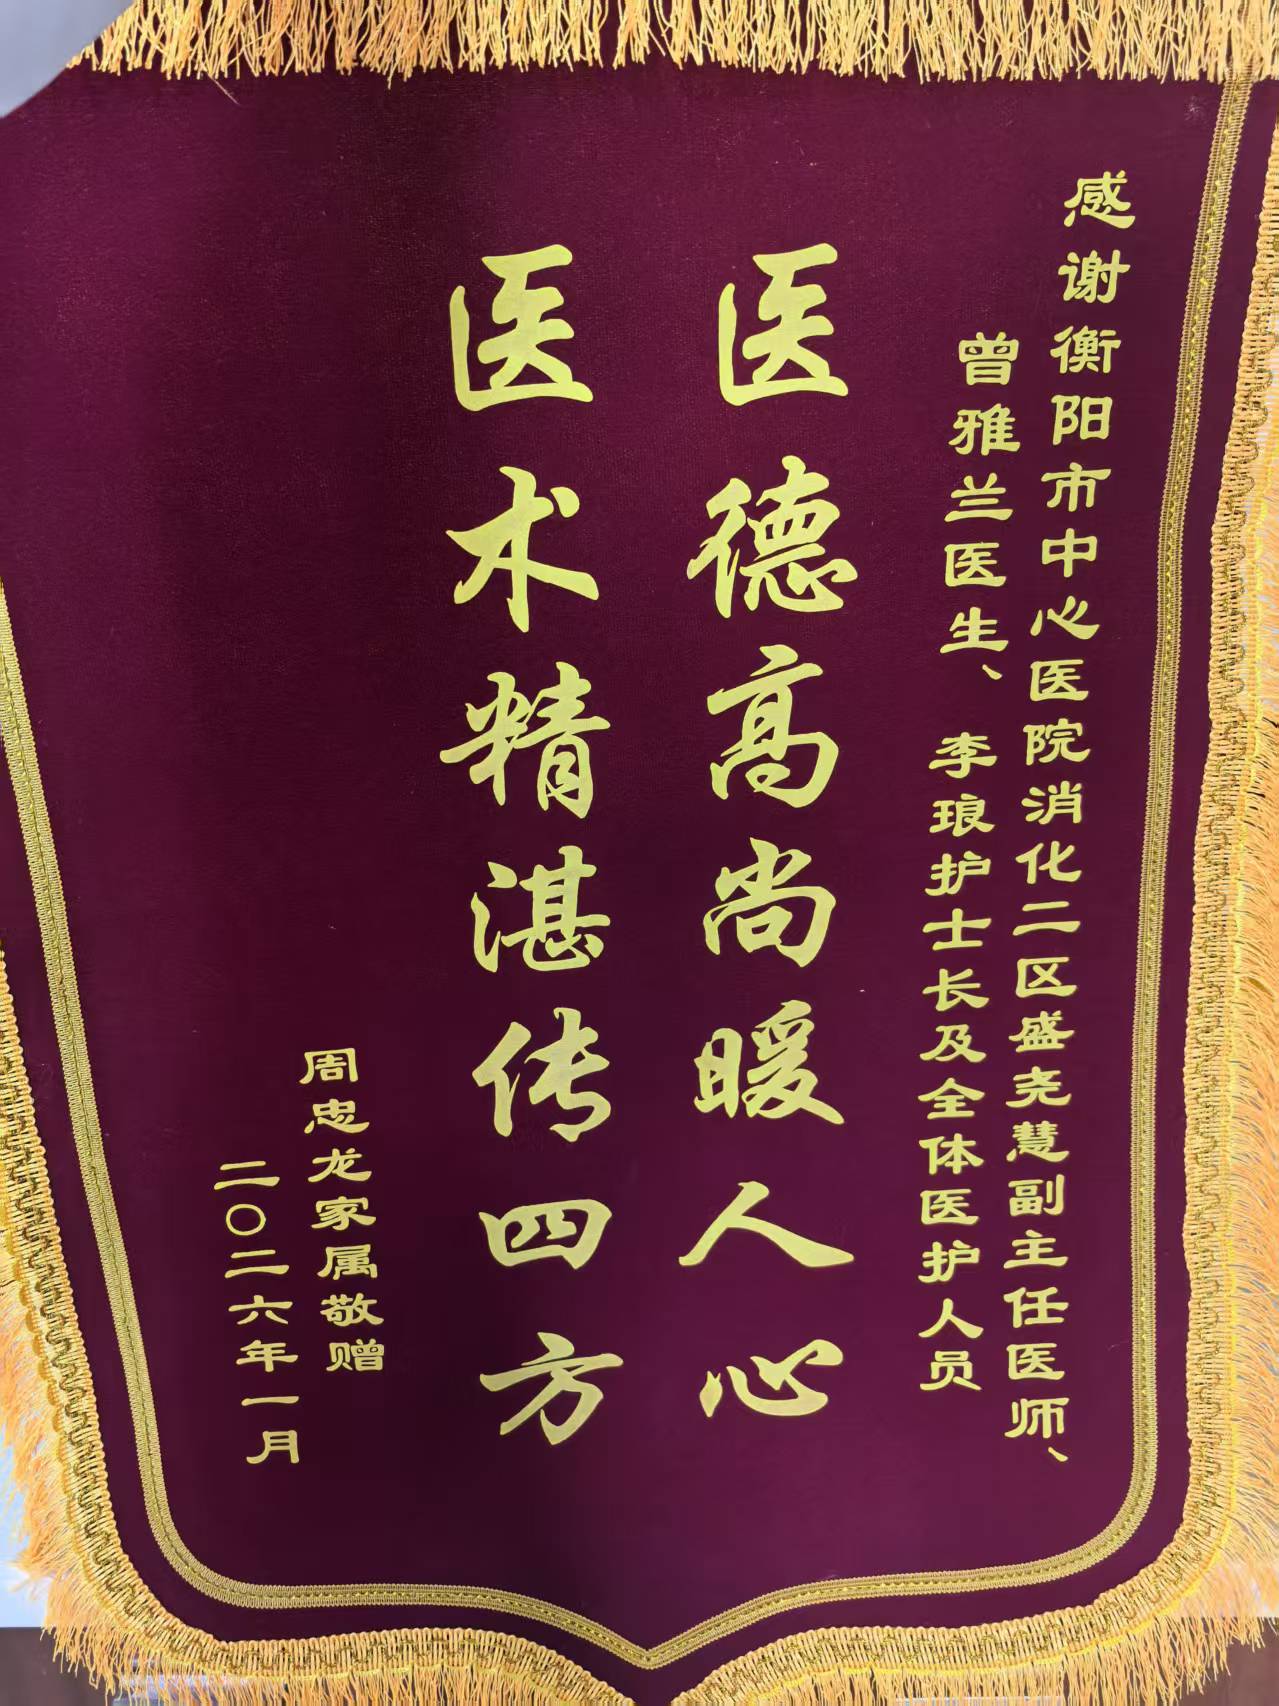 感谢衡阳市中心医院消化二区盛尧慧副主任医师、
曾雅兰医生、李琅护士长及全体医护人员
医德高尚暖人心
医术精湛传四方
周忠龙家属敬赠
二〇二六年一月